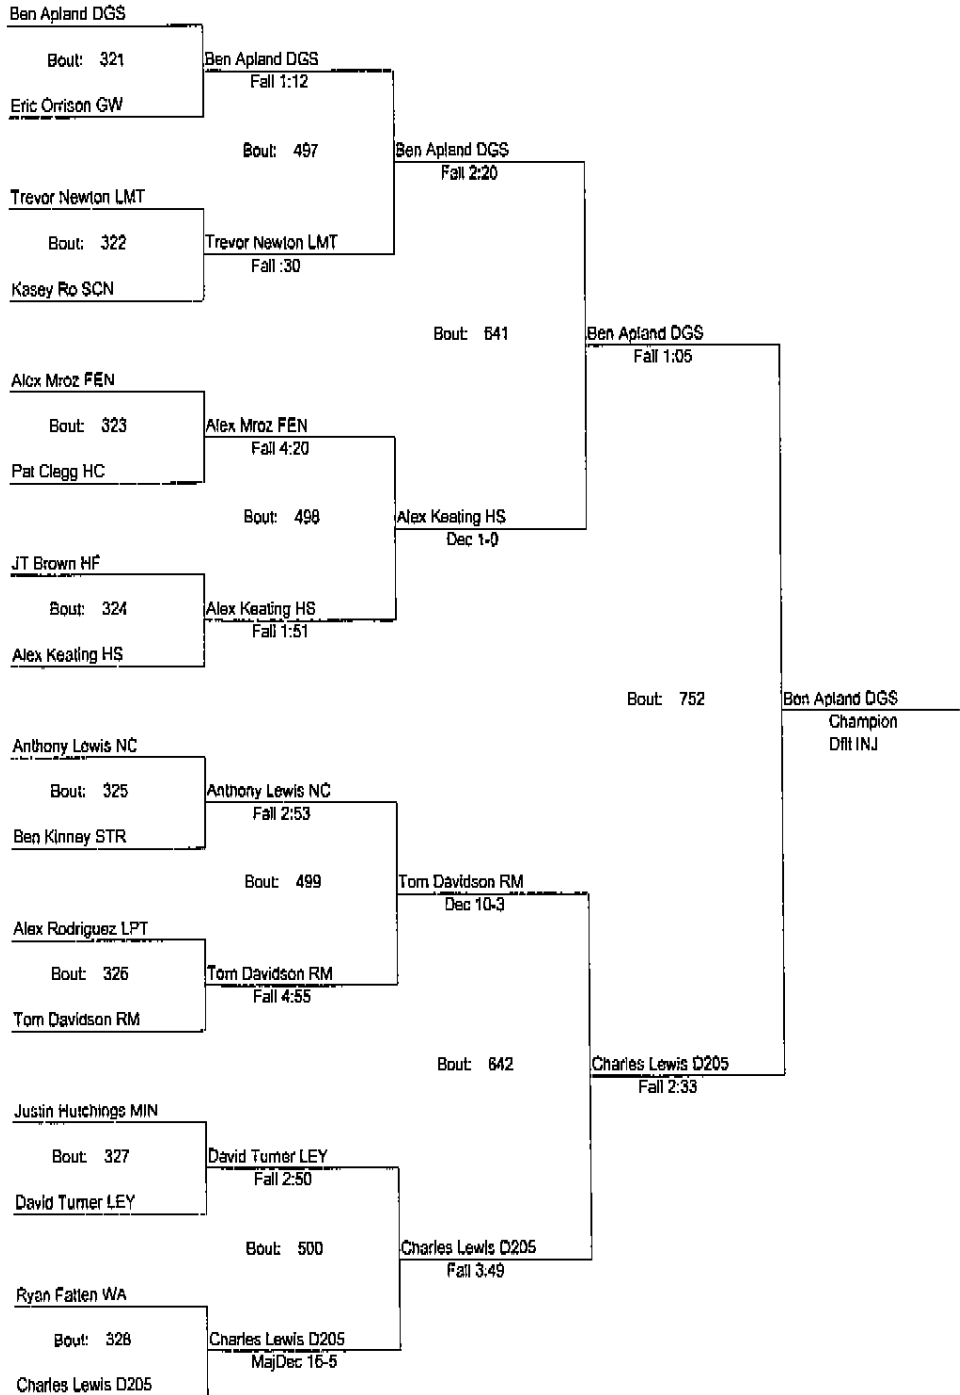 Ben Apland DGS
Bout: 321
Ben Apland DGS
Fall 1:12
Eric Orrison GW
Bout: 497
Ben Apland DGS
Fall 2:20
Trevor Newton LMT
Bout: 322
Trevor Newton LMT
Fall :30
Kasey Ro SCN
Bout: 641
Ben Apland DGS
Fall 1:05
Alex Mroz FEN
Bout: 323
Alex Mroz FEN
Fall 4:20
Pat Clegg HC
Bout: 498
Alex Keating HS
Dec 1-0
JT Brown HF
Bout: 324
Alex Keating HS
Fall 1:51
Alex Keating HS
Bout: 752
Ben Apland DGS
Champion
Dflt INJ
Anthony Lewis NC
Bout: 325
Anthony Lewis NC
Fall 2:53
Ben Kinney STR
Bout: 499
Tom Davidson RM
Dec 10-3
Alex Rodriguez LPT
Bout: 326
Tom Davidson RM
Fall 4:55
Tom Davidson RM
Bout: 642
Charles Lewis D205
Fall 2:33
Justin Hutchings MIN
Bout: 327
David Turner LEY
Fall 2:50
David Turner LEY
Bout: 500
Charles Lewis D205
Fall 3:49
Ryan Fatten WA
Bout: 328
Charles Lewis D205
MajDec 16-5
Charles Lewis D205